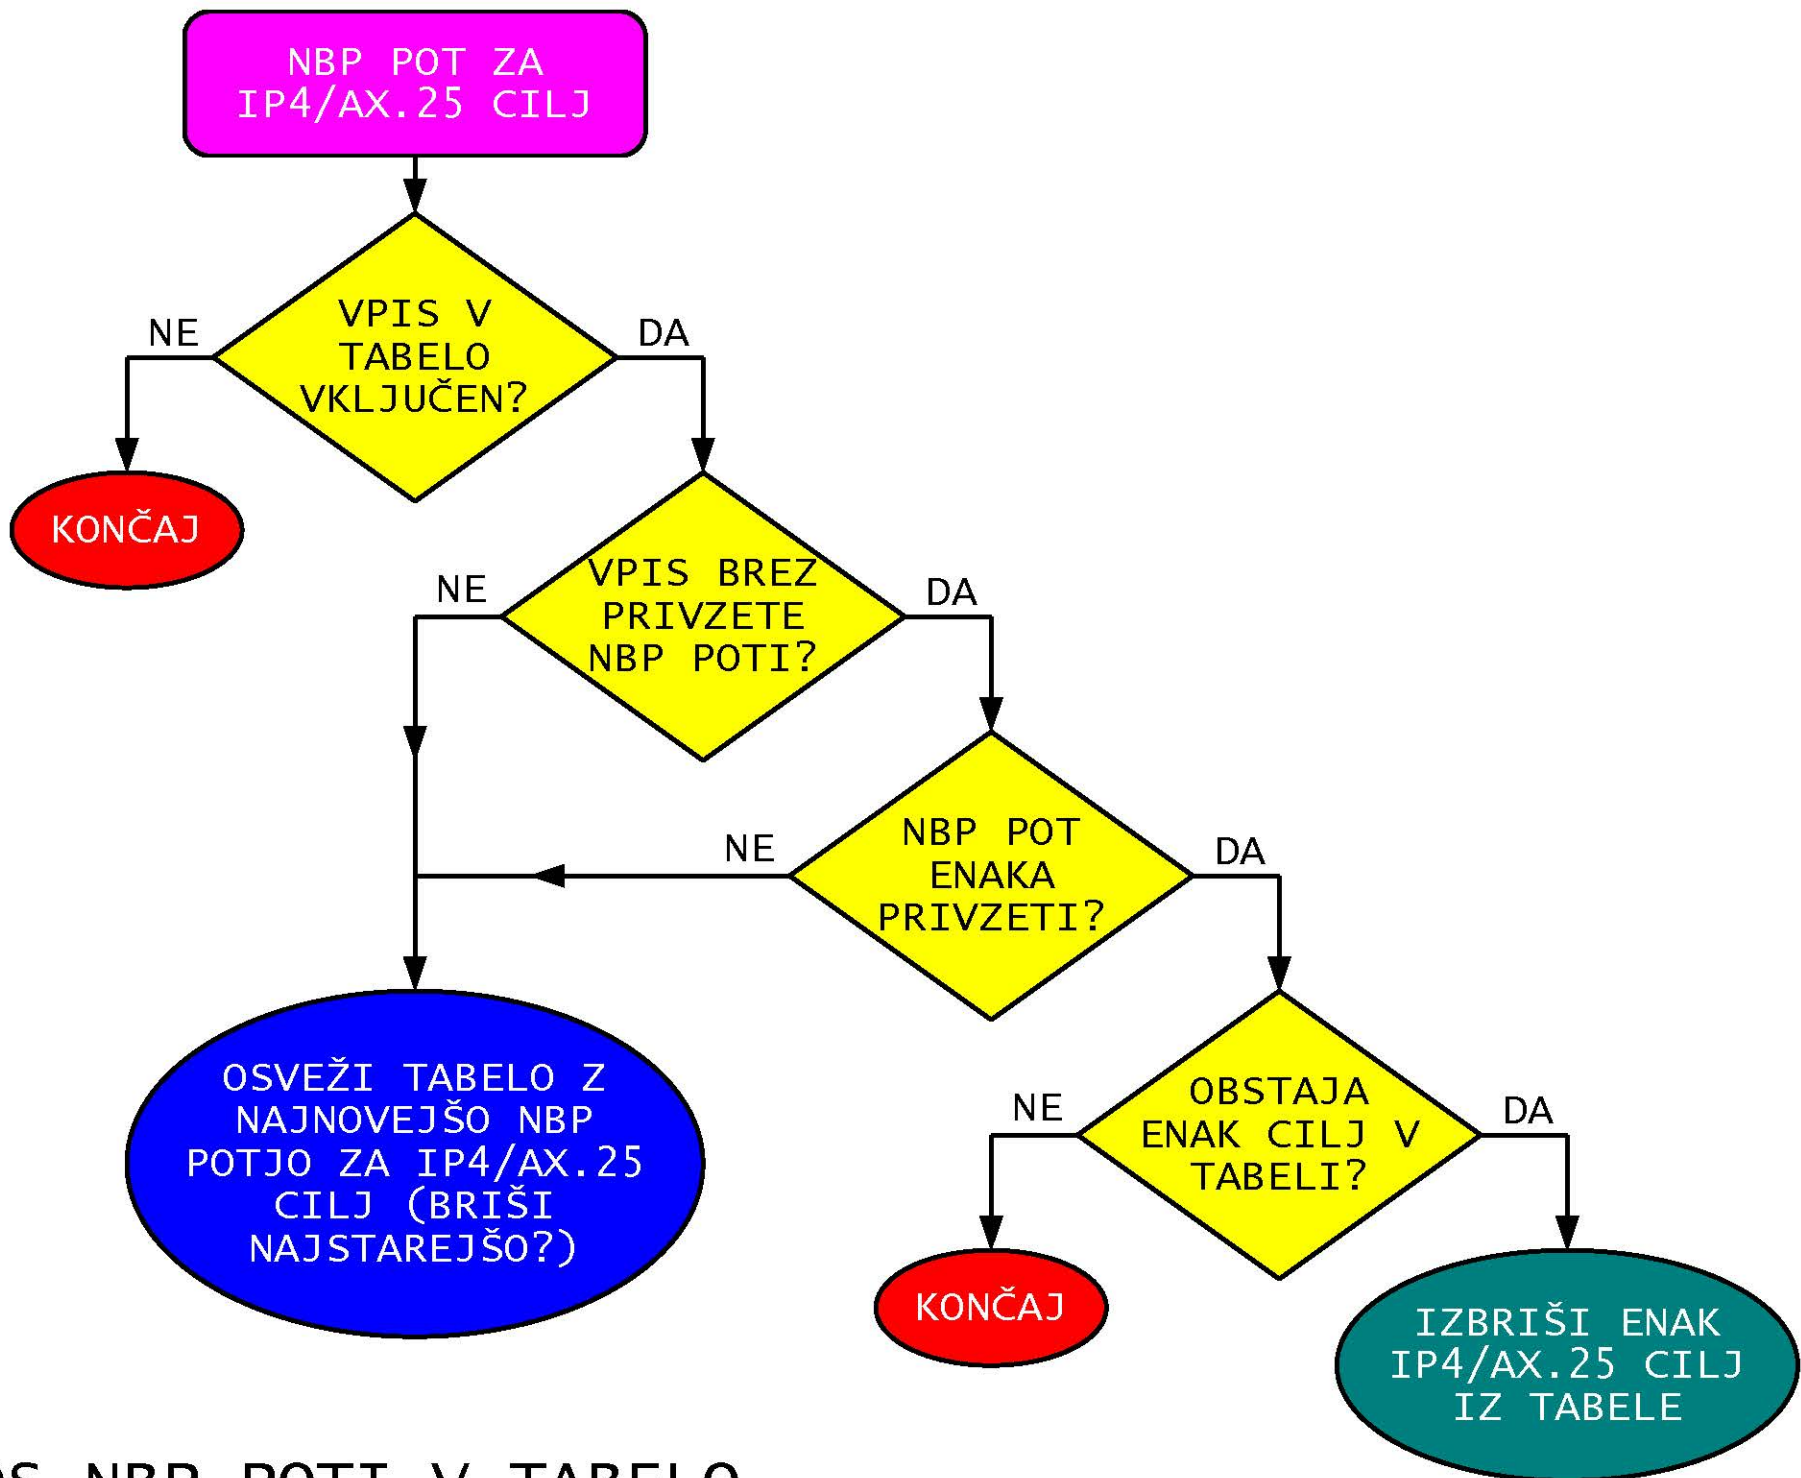 NBP POT ZA
IP4/AX.25 CILJ
VPIS V
TABELO
VKLJUČEN?
NE
DA
KONČAJ
VPIS BREZ
PRIVZETE
NBP POTI?
NE
DA
NBP POT
ENAKA
PRIVZETI?
NE
DA
OSVEŽI TABELO Z
NAJNOVEJŠO NBP
POTJO ZA IP4/AX.25
CILJ (BRIŠI
NAJSTAREJŠO?)
OBSTAJA
ENAK CILJ V
TABELI?
NE
DA
KONČAJ
IZBRIŠI ENAK
IP4/AX.25 CILJ
IZ TABELE
NBP POTI V TABELO